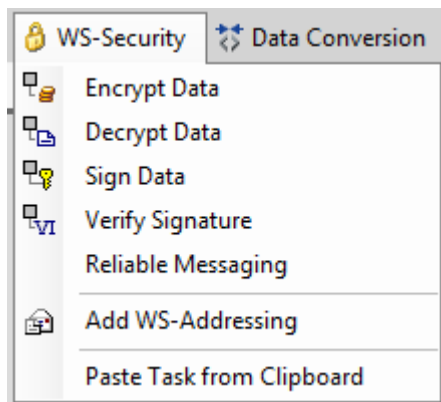 WS-Security Data Conversion
Encrypt Data
Decrypt Data
Sign Data
VI Verify Signature
Reliable Messaging
Add WS-Addressing
Paste Task from Clipboard